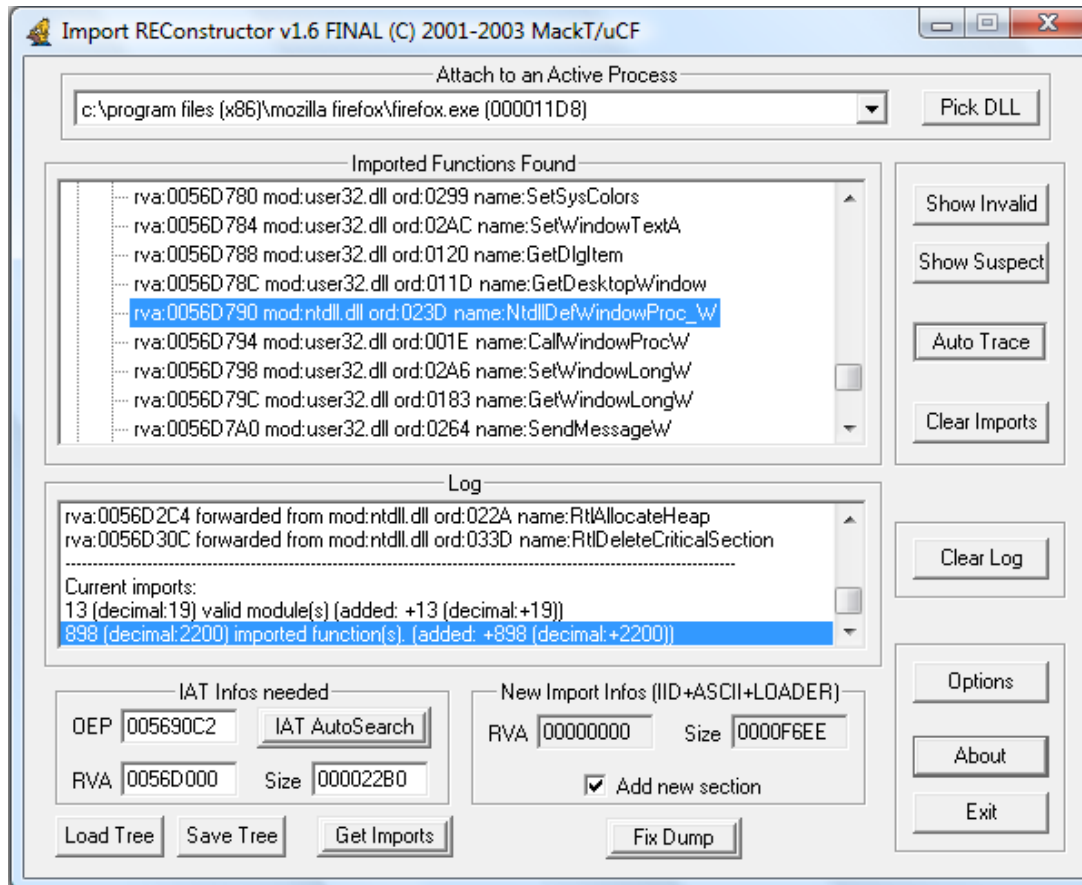 Import REConstructor v1.6 FINAL (C) 2001-2003 MackT/uCF
Attach to an Active Process
c:\program files (x86)\mozilla firefox\firefox.exe (000011D8)
Pick DLL
Imported Functions Found
rva:0056D780 mod:user32.dll ord:0299 name:SetSysColors
rva:0056D784 mod:user32.dll ord:02AC name:SetWindowTextA
rva:0056D788 mod:user32.dll ord:0120 name:GetDlgItem
rva:0056D78C mod:user32.dll ord:011D name:GetDesktopWindow
rva:0056D790 mod:ntdll.dll ord:023D name:NtdllDefWindowProc_W
rva:0056D794 mod:user32.dll ord:001E name:CallWindowProcW
rva:0056D798 mod:user32.dll ord:02A6 name:SetWindowLongW
rva:0056D79C mod:user32.dll ord:0183 name:GetWindowLongW
rva:0056D7A0 mod:user32.dll ord:0264 name:SendMessageW
Show Invalid
Show Suspect
Auto Trace
Clear Imports
Log
rva:0056D2C4 forwarded from mod:ntdll.dll ord:022A name:RtlAllocateHeap
rva:0056D30C forwarded from mod:ntdll.dll ord:033D name:RtlDeleteCriticalSection
---------------------------------------------------------------------------
Current imports:
13 (decimal:19) valid module(s) (added: +13 (decimal:+19))
898 (decimal:2200) imported function(s). (added: +898 (decimal:+2200))
Clear Log
IAT Infos needed
OEP 005690C2 IAT AutoSearch
RVA 0056D000 Size 000022B0
New Import Infos (IID+ASCII+LOADER)
RVA 00000000 Size 0000F6EE
Add new section
Options
About
Exit
Load Tree Save Tree Get Imports Fix Dump